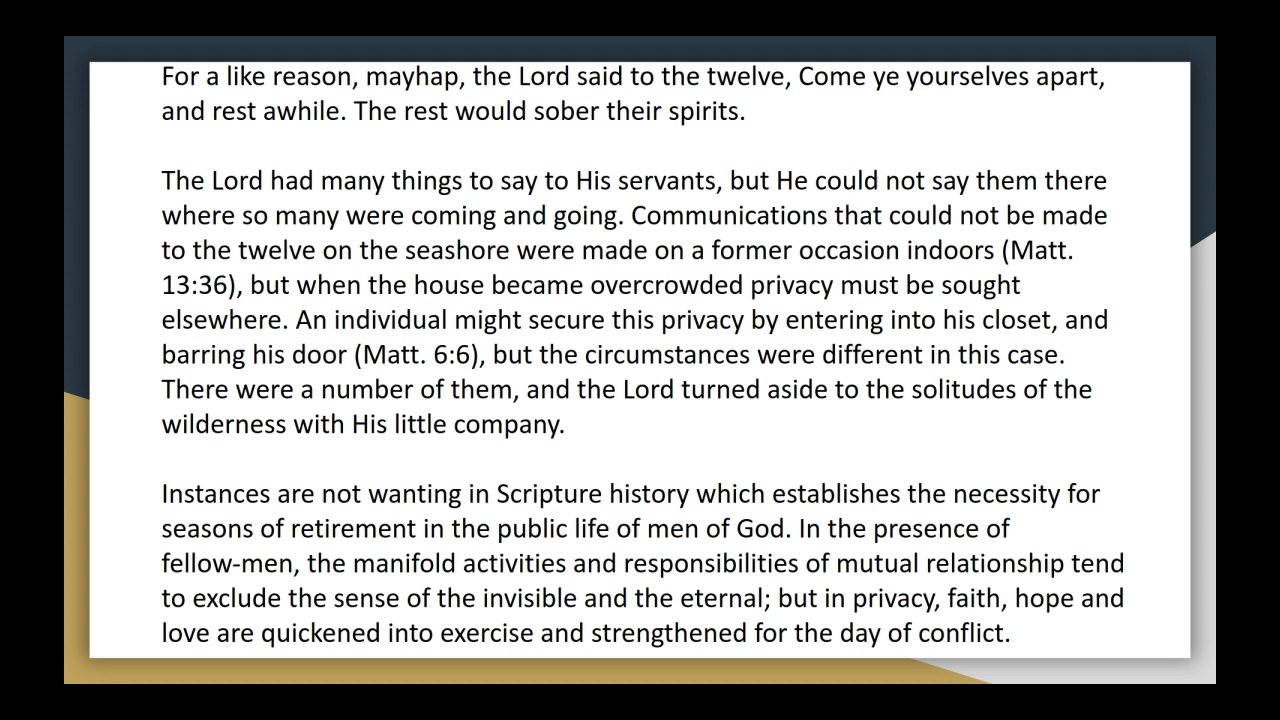 For a like reason, mayhap, the Lord said to the twelve, Come ye yourselves apart,
and rest awhile. The rest would sober their spirits.
The Lord had many things to say to His servants, but He could not say them there
where so many were coming and going. Communications that could not be made
to the twelve on the seashore were made on a former occasion indoors (Matt.
13:36), but when the house became overcrowded privacy must be sought
elsewhere. An individual might secure this privacy by entering into his closet, and
barring his door (Matt. 6:6), but the circumstances were different in this case.
There were a number of them, and the Lord turned aside to the solitudes of the
wilderness with His little company.
Instances are not wanting in Scripture history which establishes the necessity for
seasons of retirement in the public life of men of God. In the presence of
fellow-men, the manifold activities and responsibilities of mutual relationship tend
to exclude the sense of the invisible and the eternal; but in privacy, faith, hope and
love are quickened into exercise and strengthened for the day of conflict.